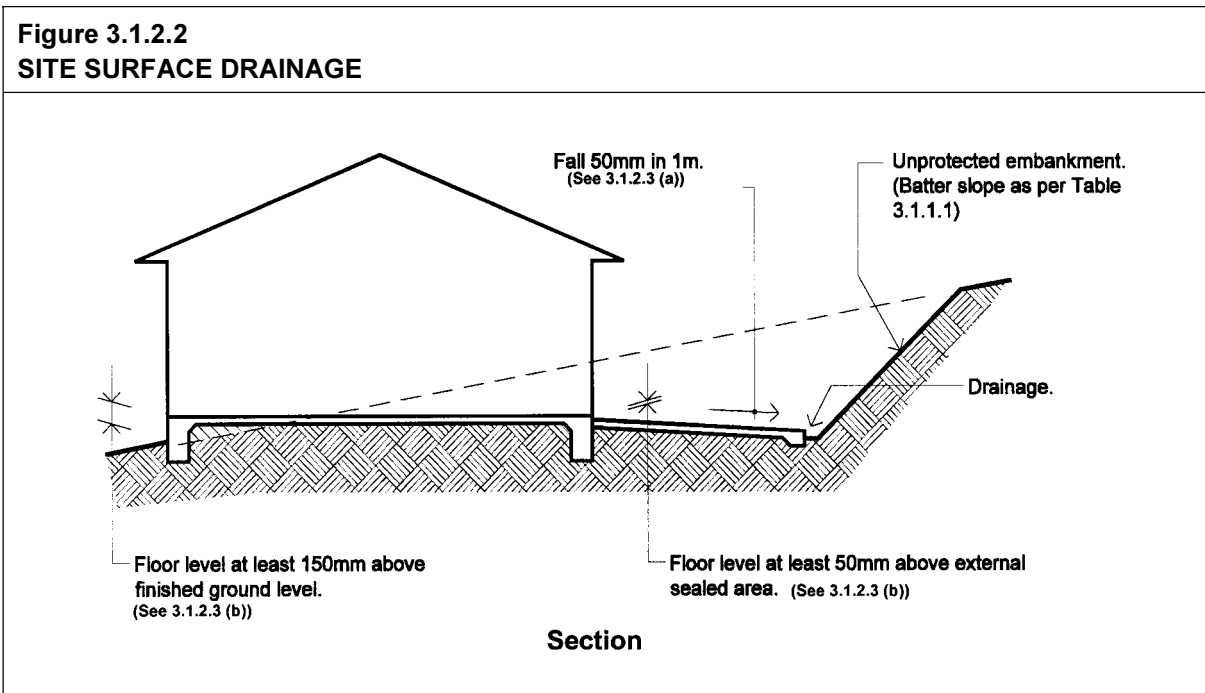 Figure 3.1.2.2
SITE SURFACE DRAINAGE
Fall 50mm in 1m.
(See 3.1.2.3 (a))
Unprotected embankment.
(Batter slope as per Table
3.1.1.1)
Drainage.
Floor level at least 150mm above
finished ground level.
(See 3.1.2.3 (b))
Floor level at least 50mm above external
sealed area. (See 3.1.2.3 (b))
Section